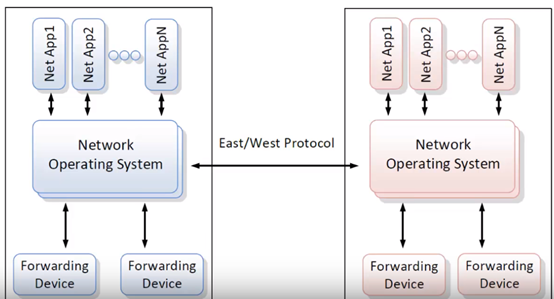 Net App1
Net App2
Net AppN
Network
Operating System
Forwarding
Device
Forwarding
Device
East/West Protocol
Net App1
Net App2
Net AppN
Network
Operating System
Forwarding
Device
Forwarding
Device